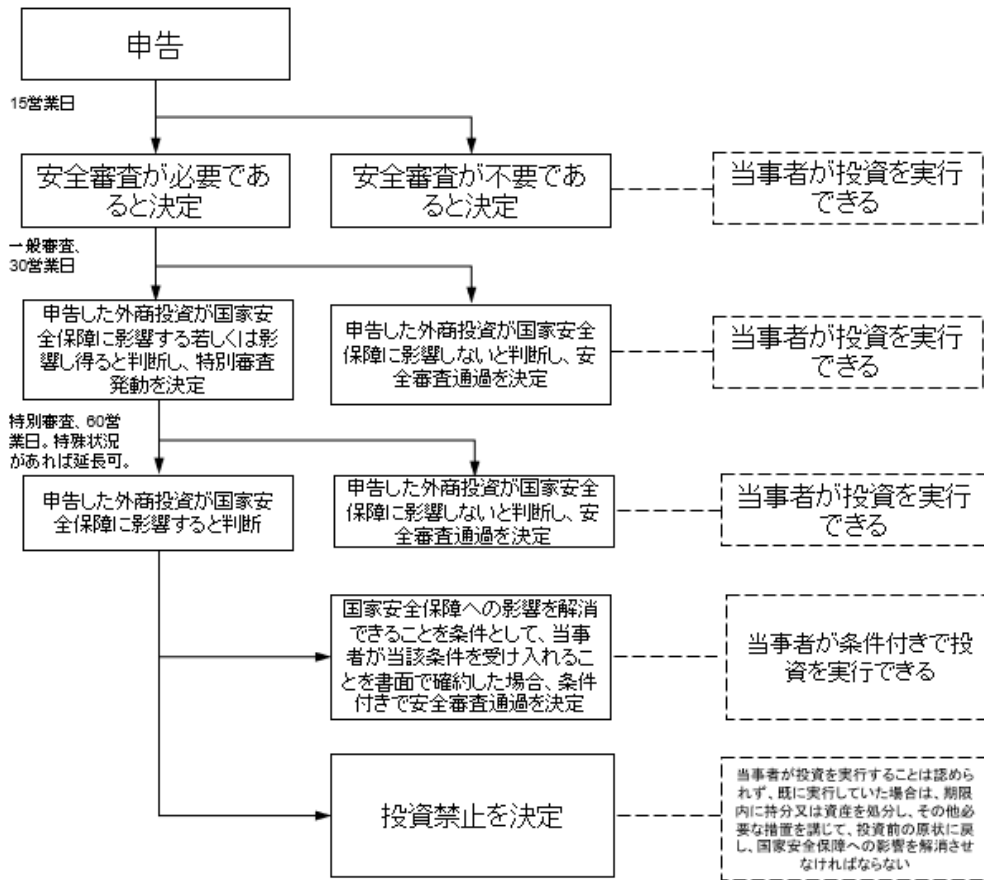 申告
15営業日
安全審査が必要であ
ると決定
安全審査が不要であ
ると決定
当事者が投資を実行
できる
一般審査、
30営業日
申告した外商投資が国家安
全保障に影響する若しくは影
響し得ると判断し、特別審査
発動を決定
申告した外商投資が国家安全
保障に影響しないと判断し、安
全審査通過を決定
当事者が投資を実行
できる
特別審査、60営
業日。特殊状況
があれば延長可。
申告した外商投資が国家安
全保障に影響すると判断
申告した外商投資が国家安全
保障に影響しないと判断し、安
全審査通過を決定
当事者が投資を実行
できる
国家安全保障への影響を解消
できることを条件として、当事
者が当該条件を受け入れるこ
とを書面で確約した場合、条件
付きで安全審査通過を決定
当事者が条件付きで投
資を実行できる
投資禁止を決定
当事者が投資を実行することは認めら
れず、既に実行していた場合は、期限
内に持分又は資産を処分し、その他必
要な措置を講じて、投資前の原状に戻
し、国家安全保障への影響を解消させ
なければならない